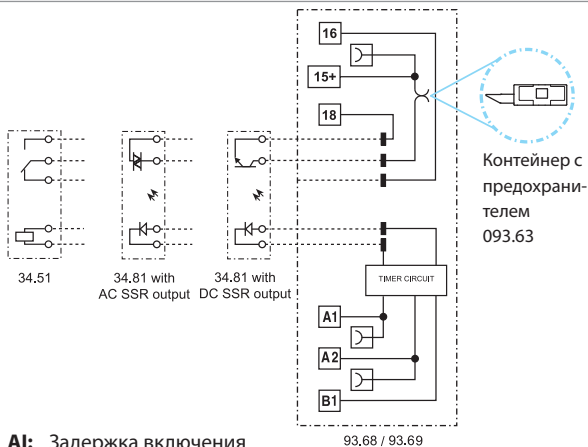 16
15+
18
Контейнер с
предохрани-
телем
093.63
34.51
34.81 with
AC SSR output
34.81 with
DC SSR output
TIMER CIRCUIT
A1
A2
B1
93.68 / 93.69
AI: Задержка включения